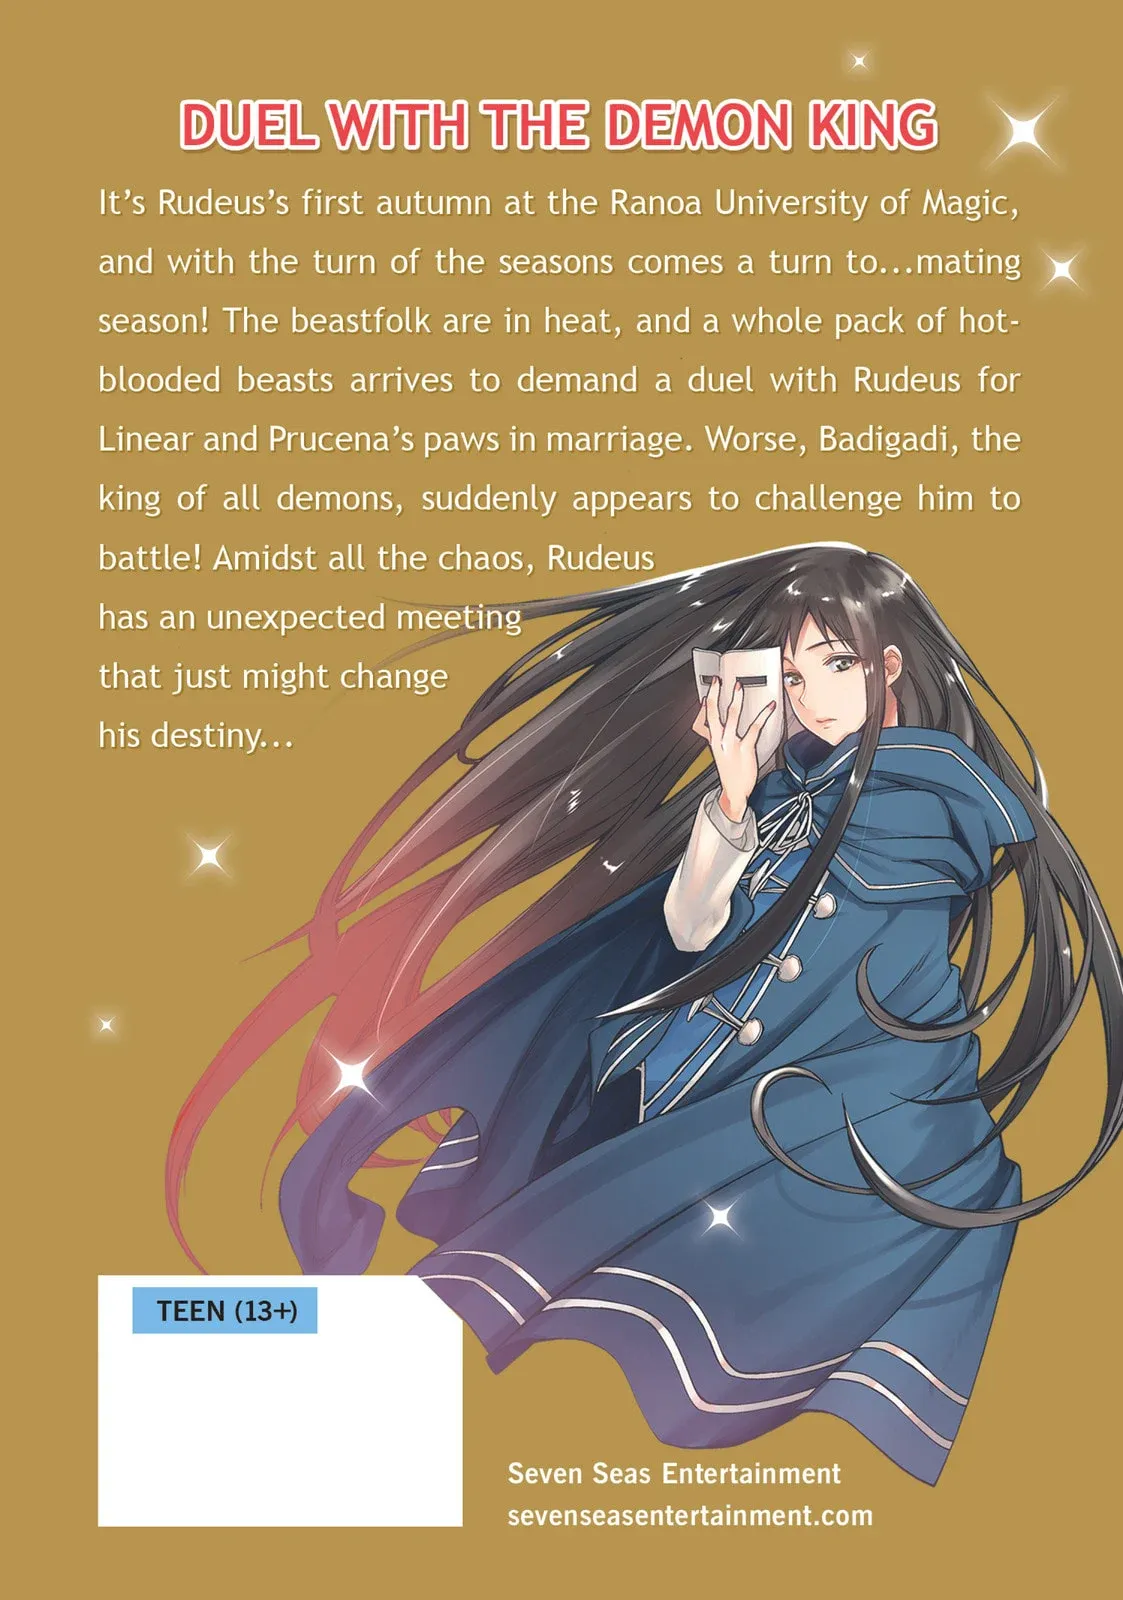 DUEL WITH THE DEMON KING
It's Rudeus's first autumn at the Ranoa University of Magic,
and with the turn of the seasons comes a turn to...mating
season! The beastfolk are in heat, and a whole pack of hot-
blooded beasts arrives to demand a duel with Rudeus for
Linear and Prucena's paws in marriage. Worse, Badigadi, the
king of all demons, suddenly appears to challenge him to
battle! Amidst all the chaos, Rudeus
has an unexpected meeting
that just might change
his destiny...
TEEN (13+)
Seven Seas Entertainment
sevenseasentertainment.com